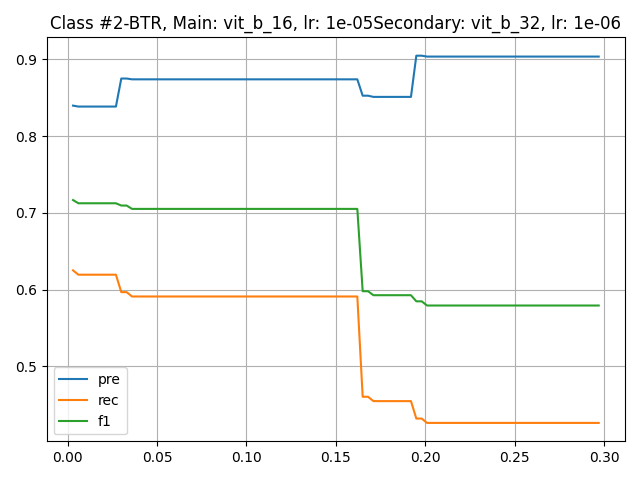 Class #2-BTR, Main: vit_b_16, lr: 1e-05Secondary: vit_b_32, lr: 1e-06
0.9
0.8
0.7
0.6
0.5
pre
rec
f1
0.00 0.05 0.10 0.15 0.20 0.25 0.30